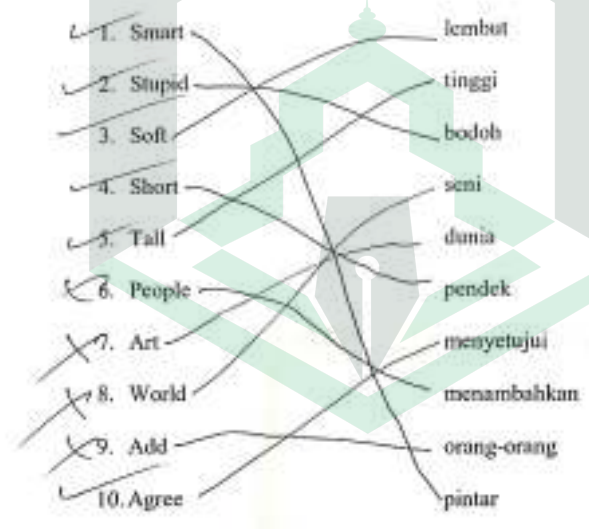 1. Smart lembut
2. Stupid tinggi
3. Soft bodoh
4. Short seni
5. Tall dunia
6. People pendek
7. Art menyetujui
8. World menambahkan
9. Add orang-orang
10. Agree pintar